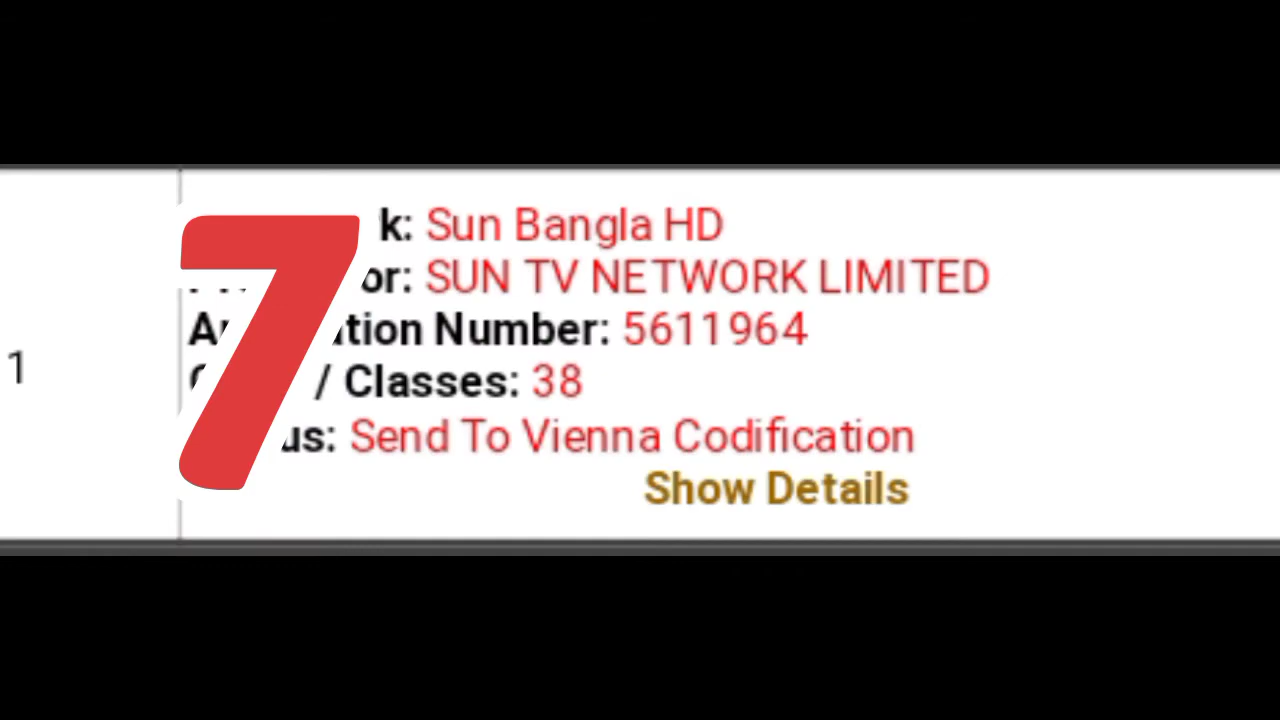 7
k: Sun Bangla HD
or: SUN TV NETWORK LIMITED
ation Number: 5611964
1
/ Classes: 38
us: Send To Vienna Codification
Show Details